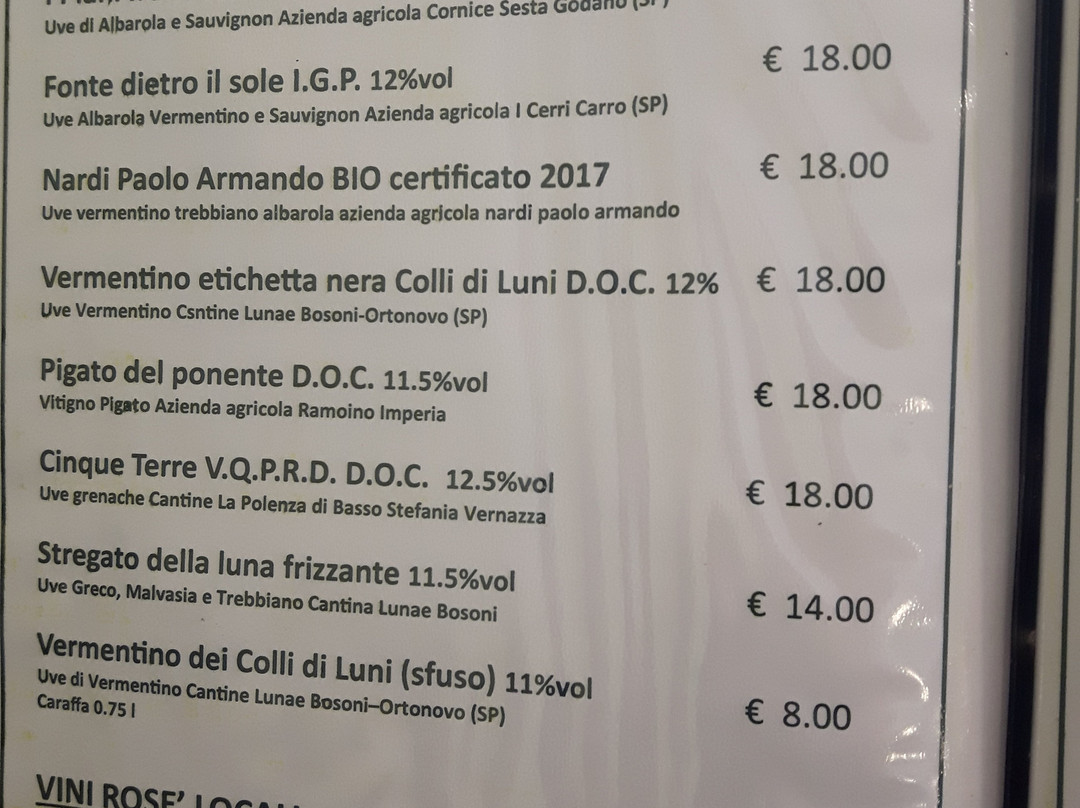 Uve di Albarola e Sauvignon Azienda agricola Cornice Sesta Godano (SP)
Fonte dietro il sole I.G.P. 12%vol € 18.00
Uve Albarola Vermentino e Sauvignon Azienda agricola I Cerri Carro (SP)
Nardi Paolo Armando BIO certificato 2017 € 18.00
Uve vermentino trebbiano albarola azienda agricola nardi paolo armando
Vermentino etichetta nera Colli di Luni D.O.C. 12% € 18.00
Uve Vermentino Csntine Lunae Bosoni-Ortonovo (SP)
Pigato del ponente D.O.C. 11.5%vol € 18.00
Vitigno Pigato Azienda agricola Ramoino Imperia
Cinque Terre V.Q.P.R.D. D.O.C. 12.5%vol € 18.00
Uve grenache Cantine La Polenza di Basso Stefania Vernazza
Stregato della luna frizzante 11.5%vol € 14.00
Uve Greco, Malvasia e Trebbiano Cantina Lunae Bosoni
Vermentino dei Colli di Luni (sfuso) 11%vol € 8.00
Uve di Vermentino Cantine Lunae Bosoni–Ortonovo (SP)
Caraffa 0.75 l
VINI ROSE’